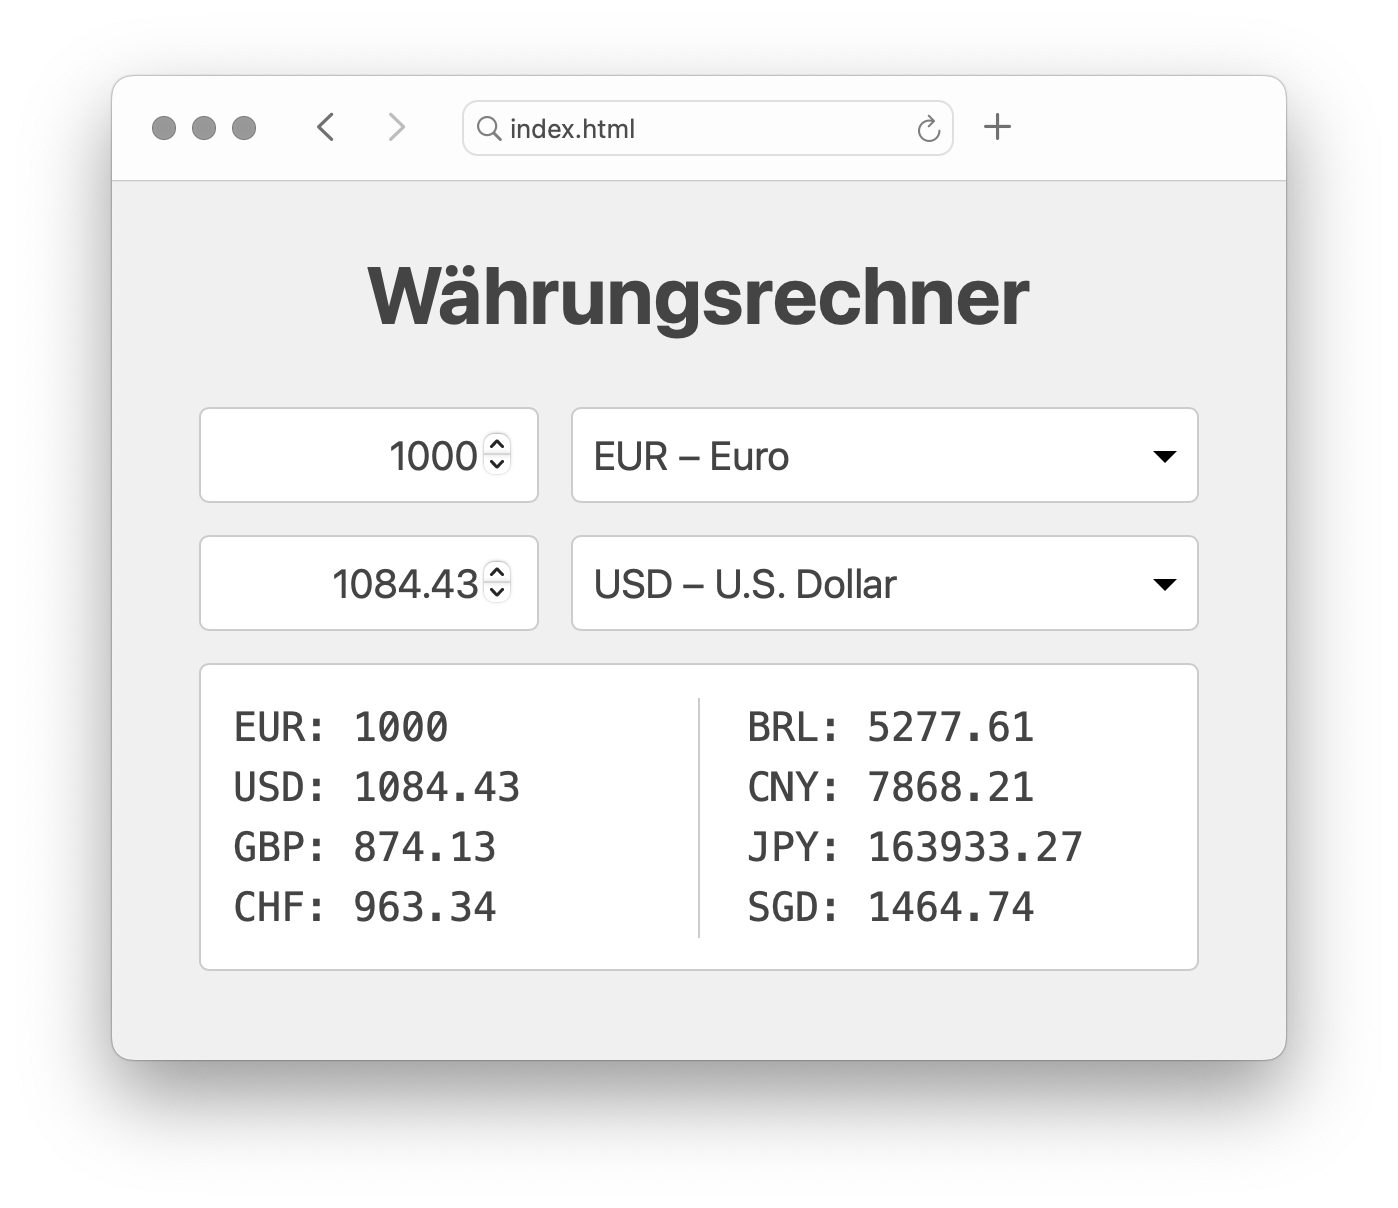 index.html
Währungsrechner
1000 EUR – Euro
1084.43 USD – U.S. Dollar
EUR: 1000
USD: 1084.43
GBP: 874.13
CHF: 963.34
BRL: 5277.61
CNY: 7868.21
JPY: 163933.27
SGD: 1464.74